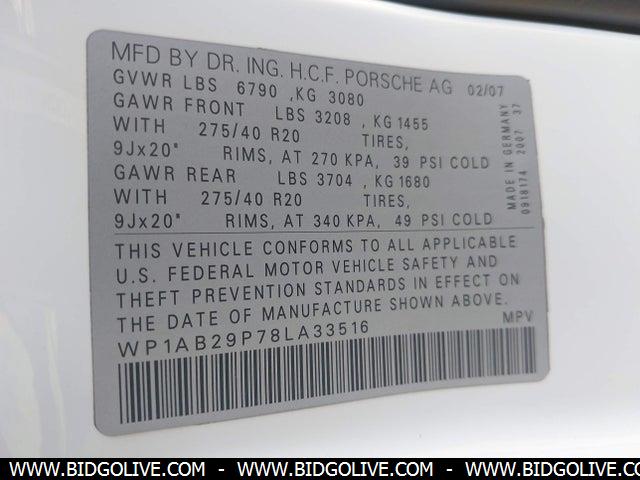 MFD BY DR. ING. H.C.F. PORSCHE AG 02/07
GVWR LBS 6790 ,KG 3080
GAWR FRONT LBS 3208 , KG 1455
WITH 275/40 R20 TIRES,
9Jx20" RIMS, AT 270 KPA, 39 PSI COLD
GAWR REAR LBS 3704 , KG 1680
WITH 275/40 R20 TIRES,
9Jx20" RIMS, AT 340 KPA, 49 PSI COLD
MADE IN GERMANY
0918174 2007 37
THIS VEHICLE CONFORMS TO ALL APPLICABLE
U.S. FEDERAL MOTOR VEHICLE SAFETY AND
THEFT PREVENTION STANDARDS IN EFFECT ON
THE DATE OF MANUFACTURE SHOWN ABOVE.
WP1AB29P78LA33516 MPV
WWW.BIDGOLIVE.COM - WWW.BIDGOLIVE.COM - WWW.BIDGOLIVE.COM